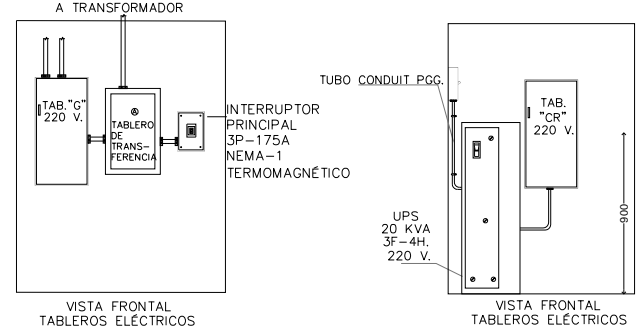 A TRANSFORMADOR
TAB."G"
220 V.
A
TABLERO
DE
TRANS-
FERENCIA
INTERRUPTOR
PRINCIPAL
3P-175A
NEMA-1
TERMOMAGNÉTICO
VISTA FRONTAL
TABLEROS ELÉCTRICOS
TUBO CONDUIT PGG.
TAB.
"CR"
220 V.
UPS
20 KVA
3F-4H.
220 V.
900
VISTA FRONTAL
TABLEROS ELÉCTRICOS